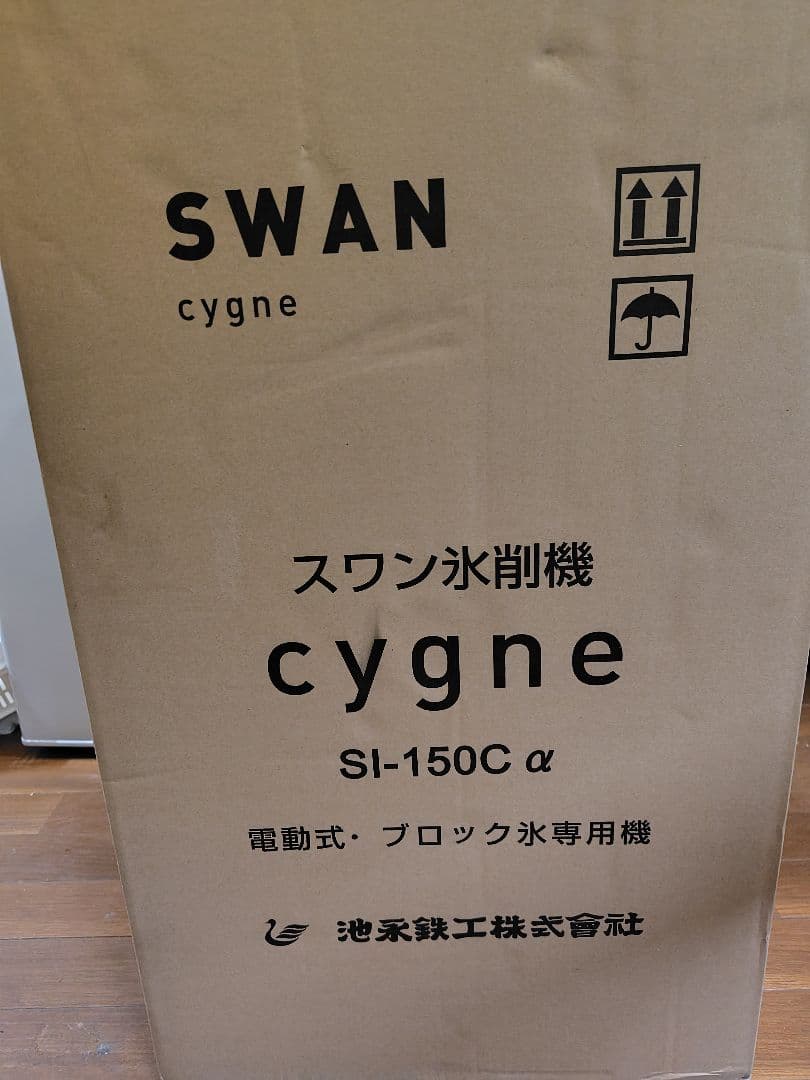 SWAN
cygne
スワン氷削機
cygne
SI-150C α
電動式・ブロック氷専用機
池永鉄工株式會社